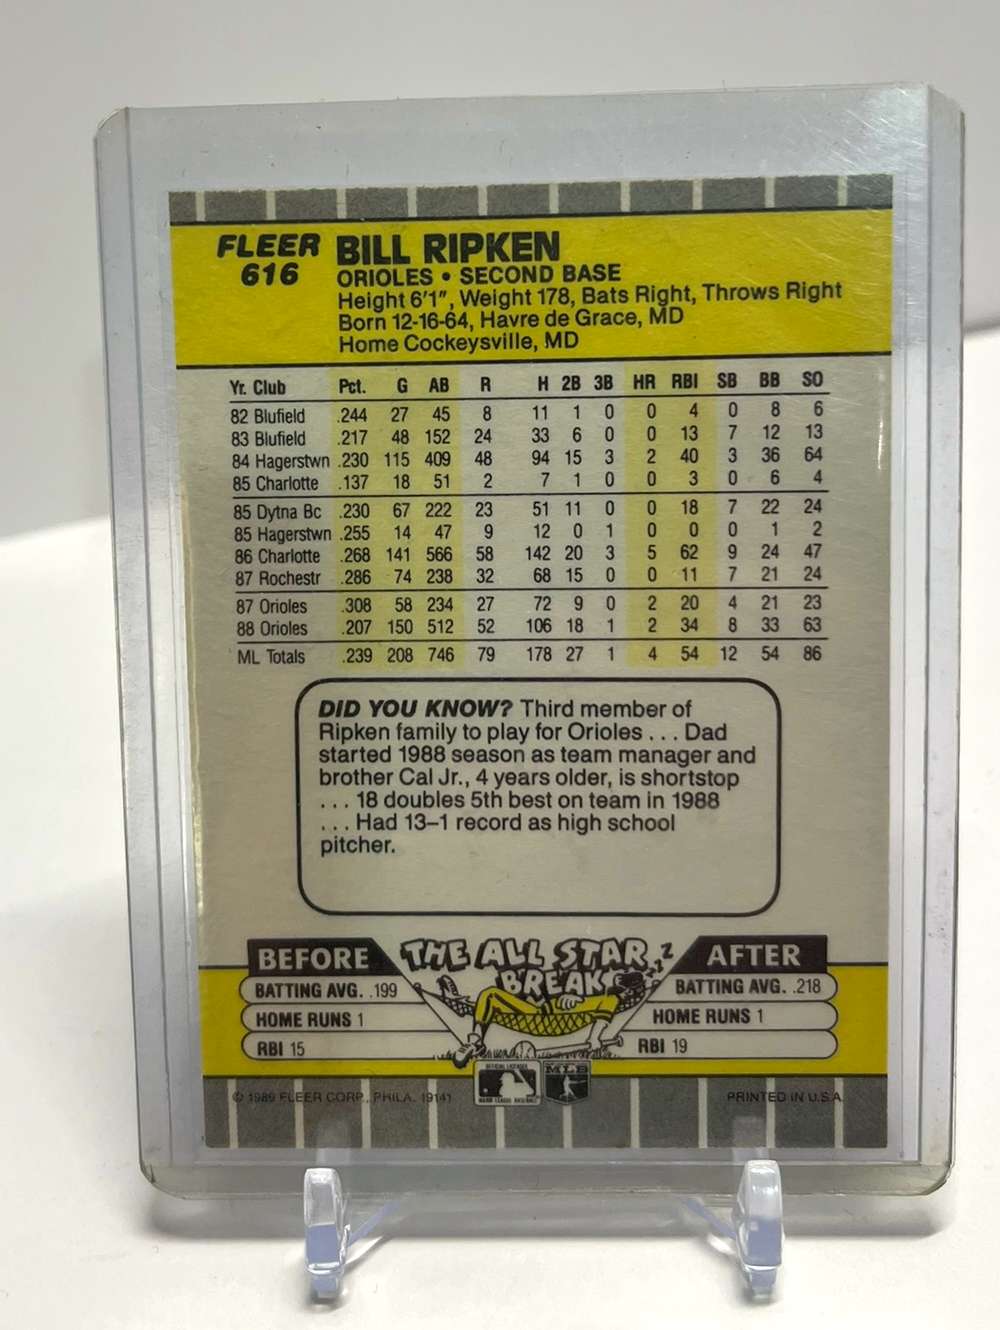 FLEER 616
BILL RIPKEN
ORIOLES • SECOND BASE
Height 6'1", Weight 178, Bats Right, Throws Right
Born 12-16-64, Havre de Grace, MD
Home Cockeysville, MD
Yr. Club Pct. G AB R H 2B 3B HR RBI SB BB SO
82 Blufield .244 27 45 8 11 1 0 0 4 0 8 6
83 Blufield .217 48 152 24 33 6 0 0 13 7 12 13
84 Hagerstwn .230 115 409 48 94 15 3 2 40 3 36 64
85 Charlotte .137 18 51 2 7 1 0 0 3 0 6 4
85 Dytna Bc .230 67 222 23 51 11 0 0 18 7 22 24
85 Hagerstwn .255 14 47 9 12 0 1 0 0 0 1 2
86 Charlotte .268 141 566 58 142 20 3 5 62 9 24 47
87 Rochestr .286 74 238 32 68 15 0 0 11 7 21 24
87 Orioles .308 58 234 27 72 9 0 2 20 4 21 23
88 Orioles .207 150 512 52 106 18 1 2 34 8 33 63
ML Totals .239 208 746 79 178 27 1 4 54 12 54 86
DID YOU KNOW? Third member of
Ripken family to play for Orioles . . . Dad
started 1988 season as team manager and
brother Cal Jr., 4 years older, is shortstop
. . . 18 doubles 5th best on team in 1988
. . . Had 13–1 record as high school
pitcher.
BEFORE THE ALL STAR BREAK AFTER
BATTING AVG. .199
HOME RUNS 1
RBI 15
zzzz
BATTING AVG. .218
HOME RUNS 1
RBI 19
MLB
© 1989 FLEER CORP., PHILA. 19141
PRINTED IN U.S.A.